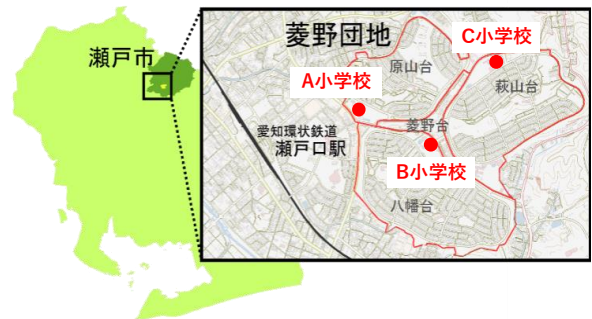 瀬戸市
菱野団地
C小学校
原山台
A小学校
萩山台
愛知環状鉄道
瀬戸口駅
菱野台
B小学校
八幡台